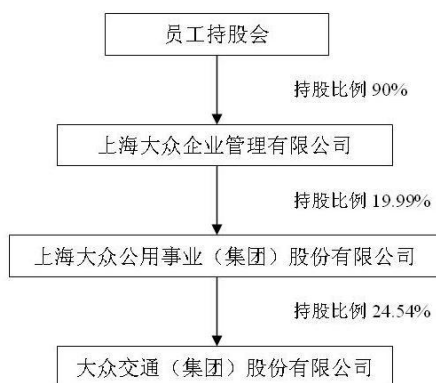 员工持股会
持股比例 90%
上海大众企业管理有限公司
持股比例 19.99%
上海大众公用事业（集团）股份有限公司
持股比例 24.54%
大众交通（集团）股份有限公司